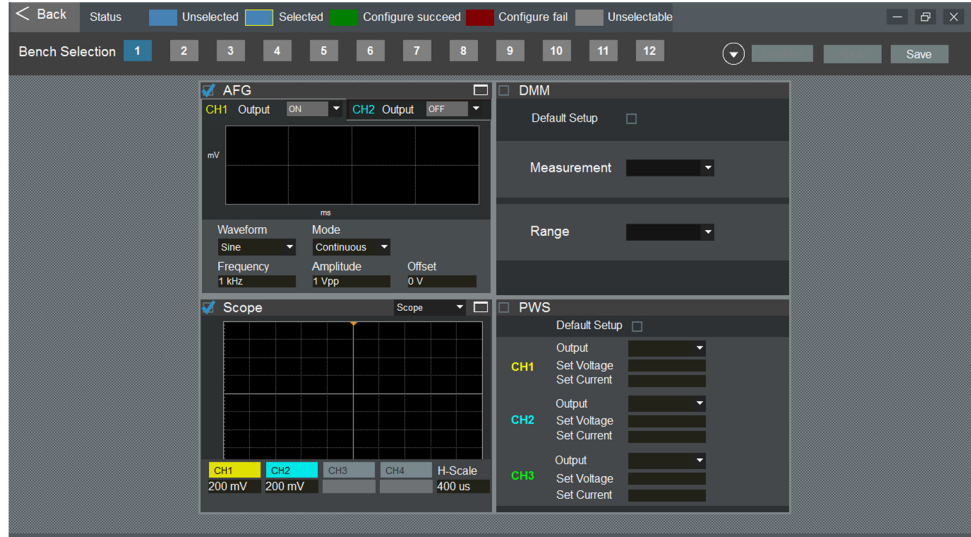 Back Status Unselected Selected Configure succeed Configure fail Unselectable
Bench Selection 1 2 3 4 5 6 7 8 9 10 11 12 Save
AFG
CH1 Output ON CH2 Output OFF
mV
ms
Waveform Mode
Sine Continuous
Frequency Amplitude Offset
1 kHz 1 Vpp 0 V
DMM
Default Setup
Measurement
Range
Scope Scope
CH1 CH2 CH3 CH4 H-Scale
200 mV 200 mV 400 us
PWS
Default Setup
Output
CH1 Set Voltage
Set Current
Output
CH2 Set Voltage
Set Current
Output
CH3 Set Voltage
Set Current